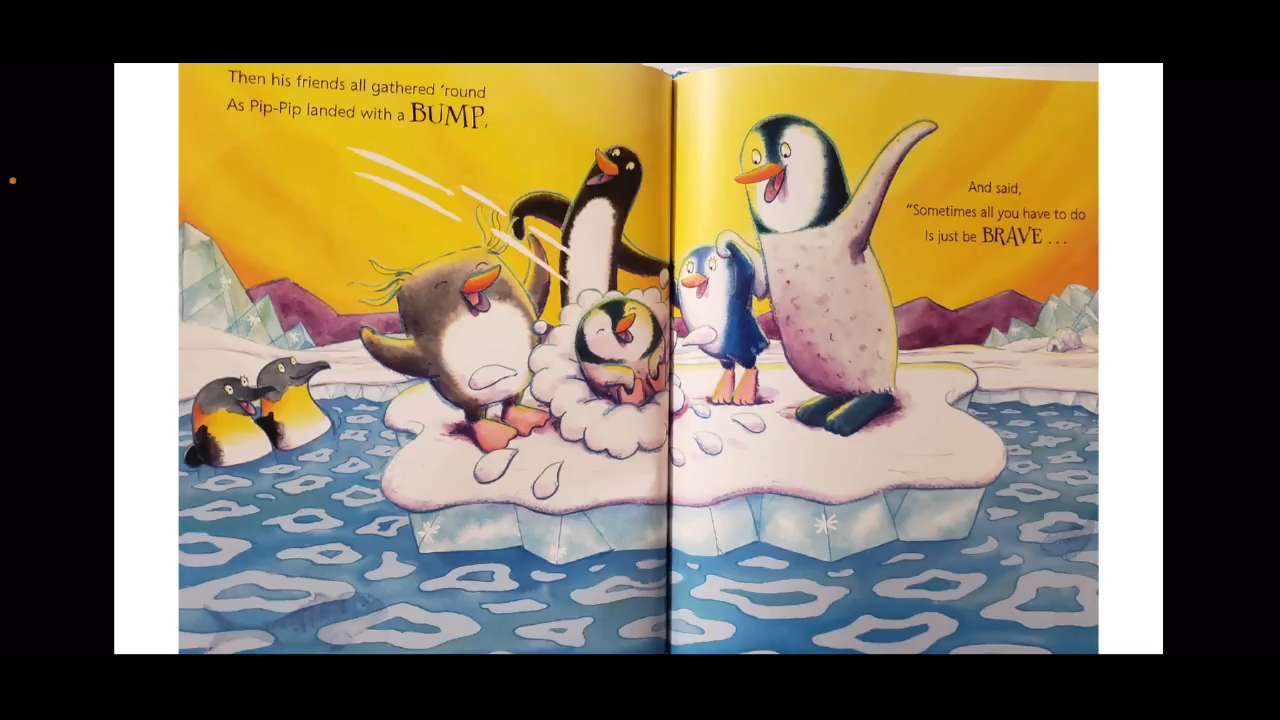 Then his friends all gathered ‘round
As Pip-Pip landed with a BUMP,
And said,
“Sometimes all you have to do
Is just be BRAVE . . .